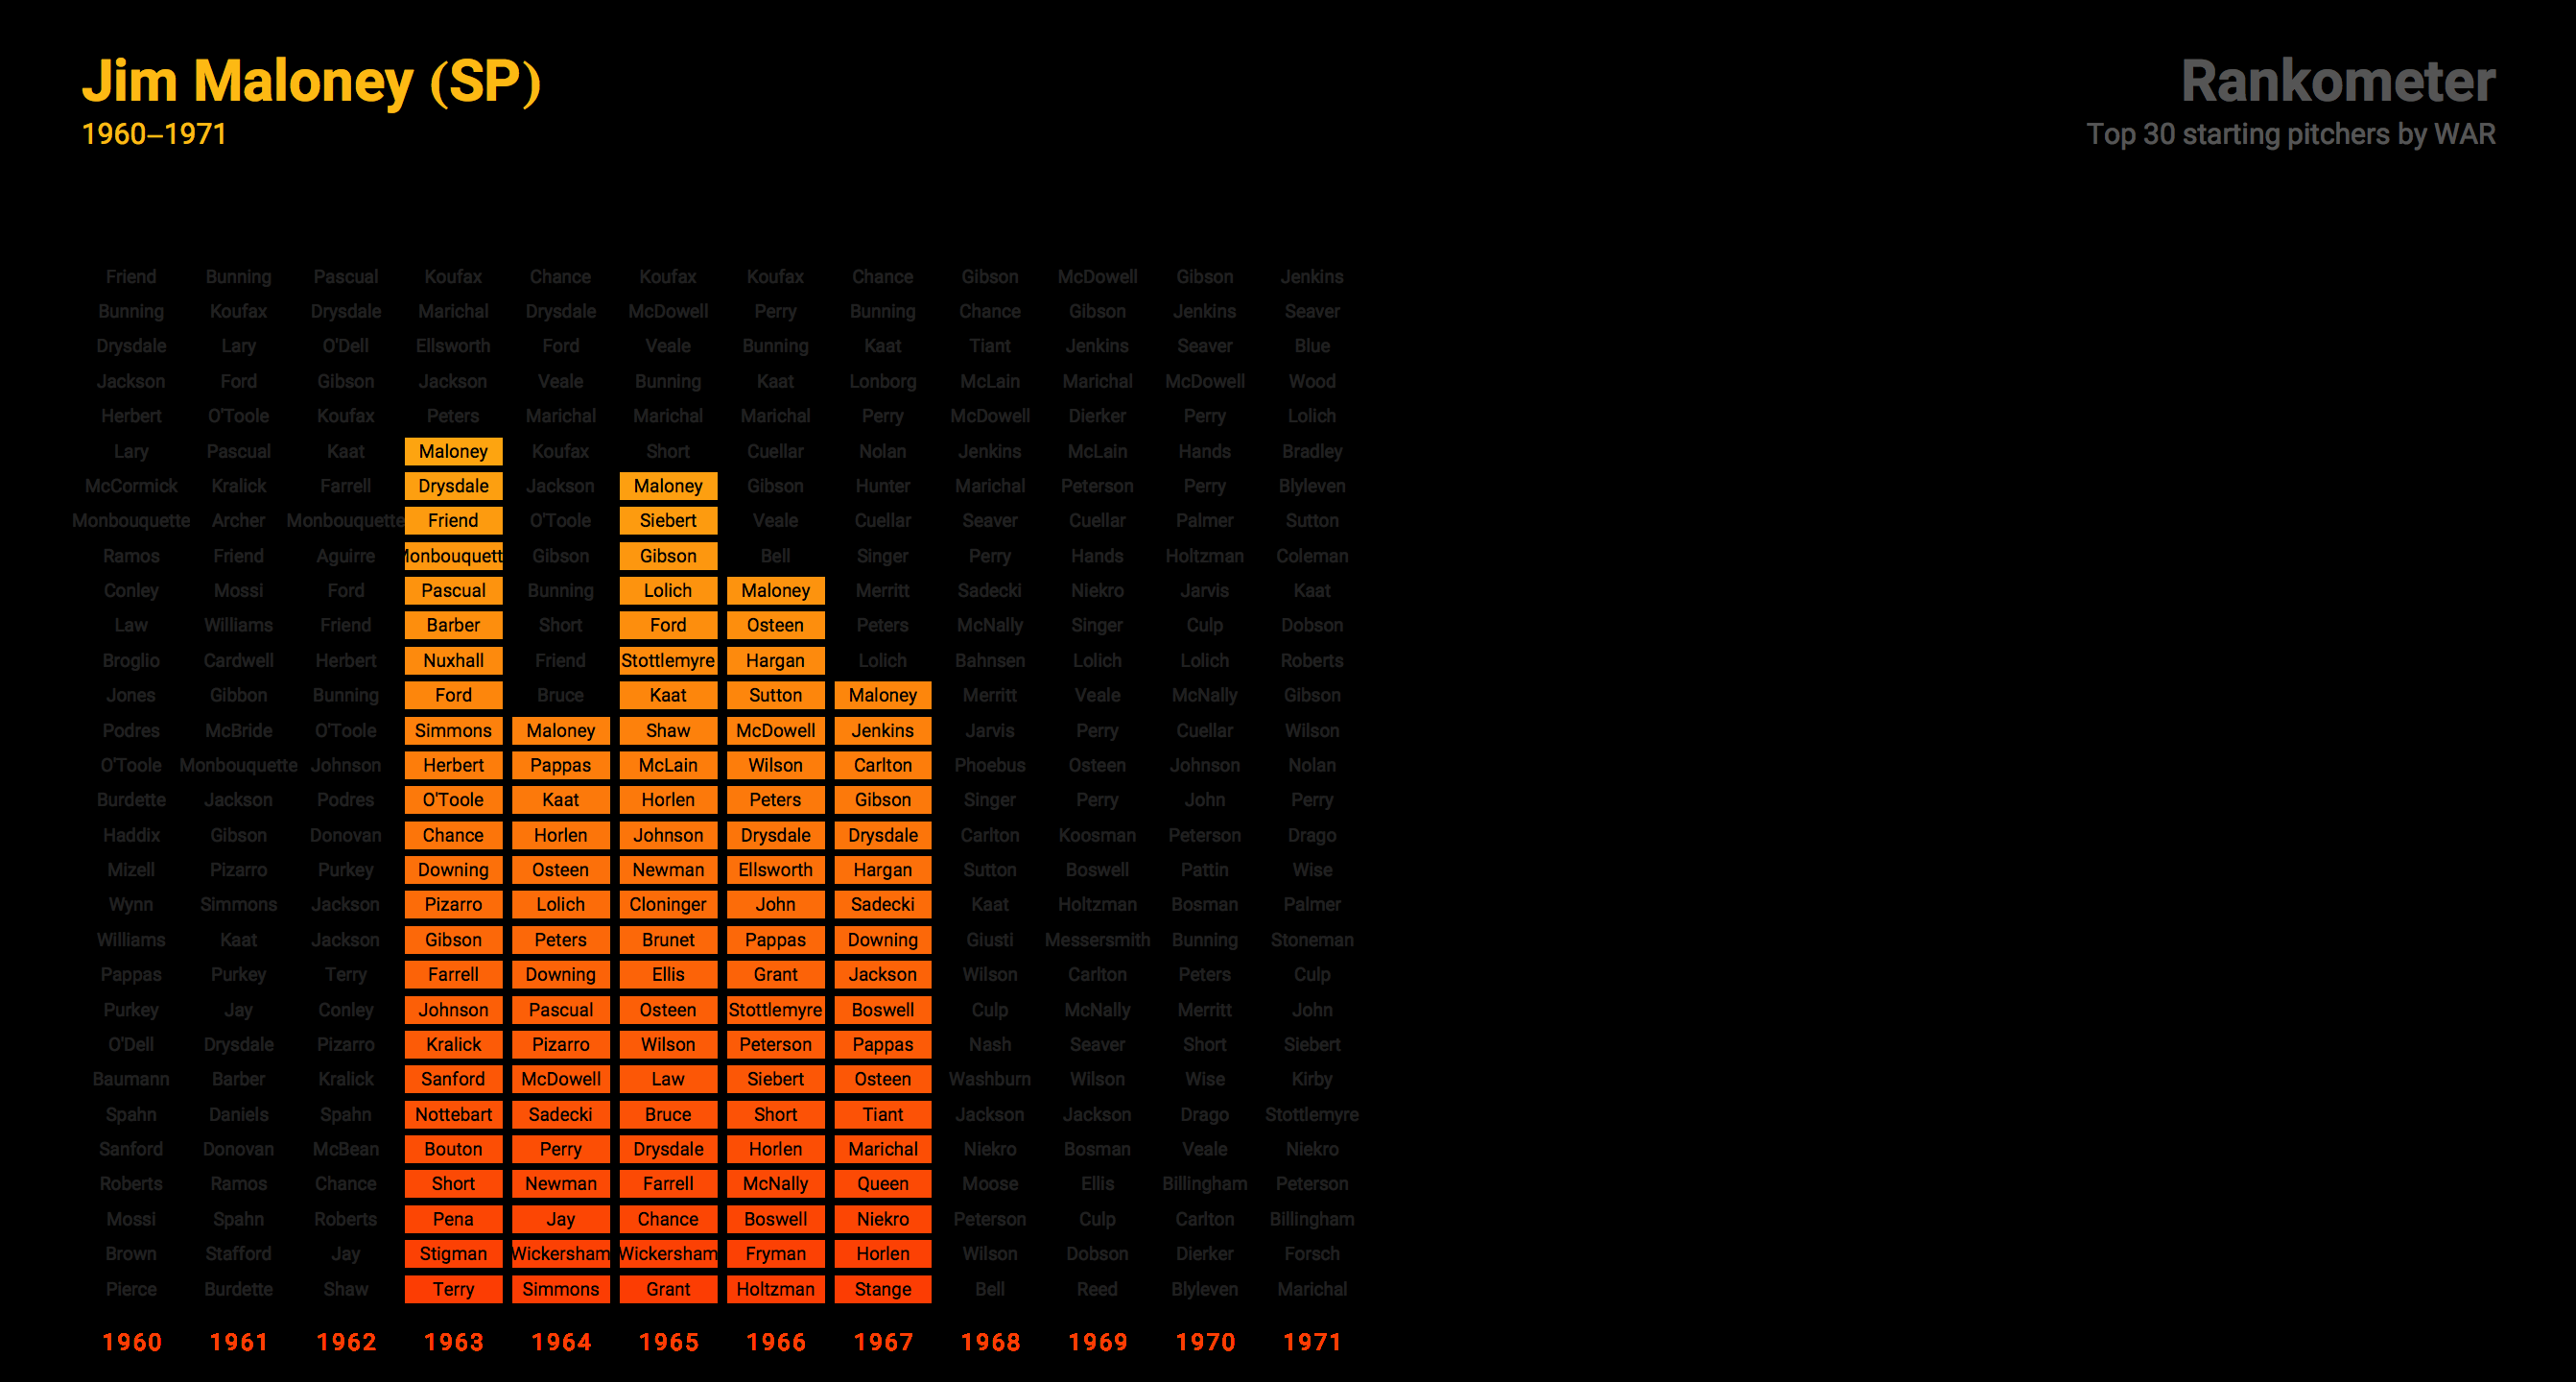 Jim Maloney (SP)
1960–1971
Rankometer
Top 30 starting pitchers by WAR
Friend Bunning Pascual Koufax Chance Koufax Koufax Chance Gibson McDowell Gibson Jenkins
Bunning Koufax Drysdale Marichal Drysdale McDowell Perry Bunning Chance Gibson Jenkins Seaver
Drysdale Lary O'Dell Ellsworth Ford Veale Bunning Kaat Tiant Jenkins Seaver Blue
Jackson Ford Gibson Jackson Veale Bunning Kaat Lonborg McLain Marichal McDowell Wood
Herbert O'Toole Koufax Peters Marichal Marichal Marichal Perry McDowell Dierker Perry Lolich
Lary Pascual Kaat Maloney Koufax Short Cuellar Nolan Jenkins McLain Hands Bradley
McCormick Kralick Farrell Drysdale Jackson Maloney Gibson Hunter Marichal Peterson Perry Blyleven
Monbouquette Archer Monbouquette Friend O'Toole Siebert Veale Cuellar Seaver Cuellar Palmer Sutton
Ramos Friend Aguirre Monbouquett Gibson Gibson Bell Singer Perry Hands Holtzman Coleman
Conley Mossi Ford Pascual Bunning Lolich Maloney Merritt Sadecki Niekro Jarvis Kaat
Law Williams Friend Barber Short Ford Osteen Peters McNally Singer Culp Dobson
Broglio Cardwell Herbert Nuxhall Friend Stottlemyre Hargan Lolich Bahnsen Lolich Lolich Roberts
Jones Gibbon Bunning Ford Bruce Kaat Sutton Maloney Merritt Veale McNally Gibson
Podres McBride O'Toole Simmons Maloney Shaw McDowell Jenkins Jarvis Perry Cuellar Wilson
O'Toole Monbouquette Johnson Herbert Pappas McLain Wilson Carlton Phoebus Osteen Johnson Nolan
Burdette Jackson Podres O'Toole Kaat Horlen Peters Gibson Singer Perry John Perry
Haddix Gibson Donovan Chance Horlen Johnson Drysdale Drysdale Carlton Koosman Peterson Drago
Mizell Pizarro Purkey Downing Osteen Newman Ellsworth Hargan Sutton Boswell Pattin Wise
Wynn Simmons Jackson Pizarro Lolich Cloninger John Sadecki Kaat Holtzman Bosman Palmer
Williams Kaat Jackson Gibson Peters Brunet Pappas Downing Giusti Messersmith Bunning Stoneman
Pappas Purkey Terry Farrell Downing Ellis Grant Jackson Wilson Carlton Peters Culp
Purkey Jay Conley Johnson Pascual Osteen Stottlemyre Boswell Culp McNally Merritt John
O'Dell Drysdale Pizarro Kralick Pizarro Wilson Peterson Pappas Nash Seaver Short Siebert
Baumann Barber Kralick Sanford McDowell Law Siebert Osteen Washburn Wilson Wise Kirby
Spahn Daniels Spahn Nottebart Sadecki Bruce Short Tiant Jackson Jackson Drago Stottlemyre
Sanford Donovan McBean Bouton Perry Drysdale Horlen Marichal Niekro Bosman Veale Niekro
Roberts Ramos Chance Short Newman Farrell McNally Queen Moose Ellis Billingham Peterson
Mossi Spahn Roberts Pena Jay Chance Boswell Niekro Peterson Culp Carlton Billingham
Brown Stafford Jay Stigman Wickersham Wickersham Fryman Horlen Wilson Dobson Dierker Forsch
Pierce Burdette Shaw Terry Simmons Grant Holtzman Stange Bell Reed Blyleven Marichal
1960 1961 1962 1963 1964 1965 1966 1967 1968 1969 1970 1971